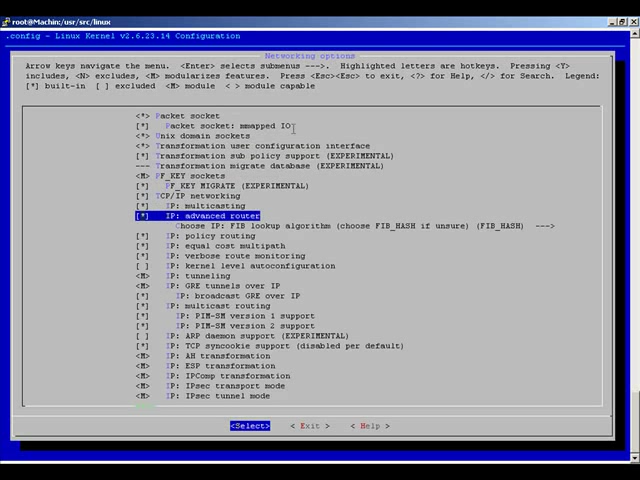 root@Machin:/usr/src/linux
.config - Linux Kernel v2.6.23.14 Configuration
Networking options
Arrow keys navigate the menu. <Enter> selects submenus --->. Highlighted letters are hotkeys. Pressing <Y>
includes, <N> excludes, <M> modularizes features. Press <Esc><Esc> to exit, <?> for Help, </> for Search. Legend:
[*] built-in [ ] excluded <M> module < > module capable
<*> Packet socket
[*] Packet socket: mmapped IO
<*> Unix domain sockets
<*> Transformation user configuration interface
[*] Transformation sub policy support (EXPERIMENTAL)
--- Transformation migrate database (EXPERIMENTAL)
<M> PF_KEY sockets
[*] PF_KEY MIGRATE (EXPERIMENTAL)
[*] TCP/IP networking
[*] IP: multicasting
[*] IP: advanced router
Choose IP: FIB lookup algorithm (choose FIB_HASH if unsure) (FIB_HASH) --->
[*] IP: policy routing
[*] IP: equal cost multipath
[*] IP: verbose route monitoring
[ ] IP: kernel level autoconfiguration
<M> IP: tunneling
<M> IP: GRE tunnels over IP
[*] IP: broadcast GRE over IP
[*] IP: multicast routing
[*] IP: PIM-SM version 1 support
[*] IP: PIM-SM version 2 support
[ ] IP: ARP daemon support (EXPERIMENTAL)
[*] IP: TCP syncookie support (disabled per default)
<M> IP: AH transformation
<M> IP: ESP transformation
<M> IP: IPComp transformation
<M> IP: IPsec transport mode
<M> IP: IPsec tunnel mode
<Select> < Exit > < Help >